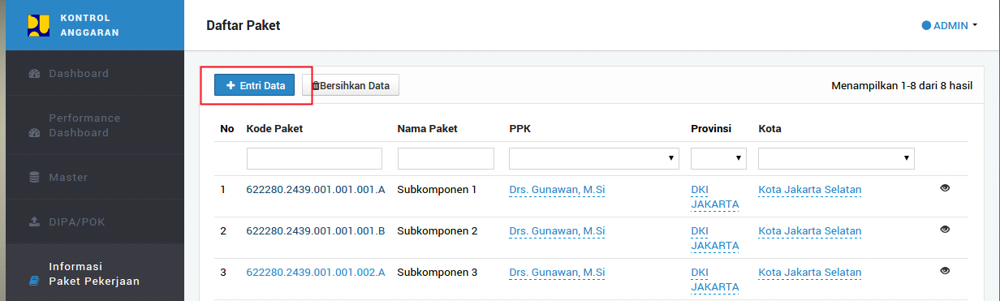 KONTROL
ANGGARAN
Daftar Paket
ADMIN
Dashboard
Performance
Dashboard
Master
DIPA/POK
Informasi
Paket Pekerjaan
+ Entri Data
Bersihkan Data
Menampilkan 1-8 dari 8 hasil
No Kode Paket Nama Paket PPK Provinsi Kota
1 622280.2439.001.001.001.A Subkomponen 1 Drs. Gunawan, M.Si DKI JAKARTA Kota Jakarta Selatan
2 622280.2439.001.001.001.B Subkomponen 2 Drs. Gunawan, M.Si DKI JAKARTA Kota Jakarta Selatan
3 622280.2439.001.001.002.A Subkomponen 3 Drs. Gunawan, M.Si DKI JAKARTA Kota Jakarta Selatan